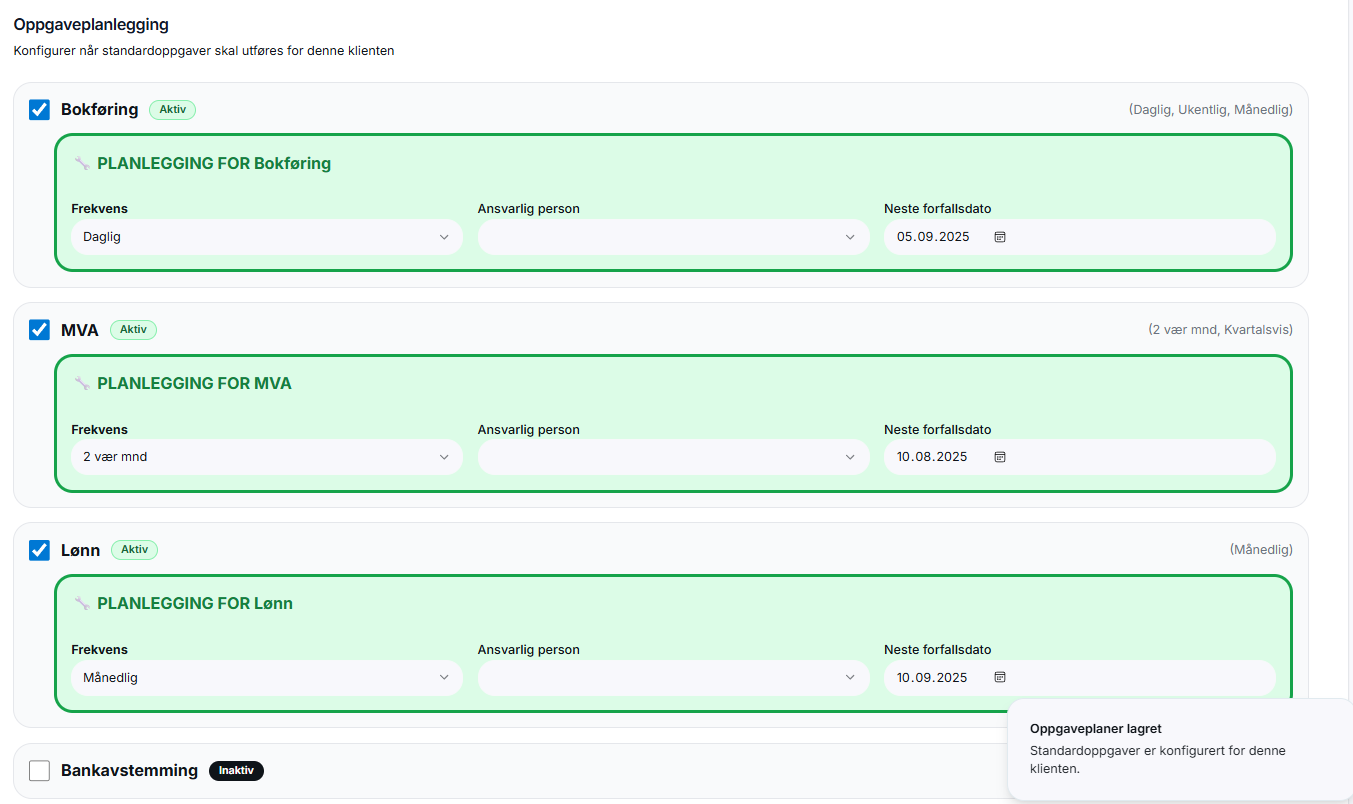 Oppgaveplanlegging
Konfigurer når standardoppgaver skal utføres for denne klienten
Bokføring Aktiv (Daglig, Ukentlig, Månedlig)
PLANLEGGING FOR Bokføring
Frekvens Ansvarlig person Neste forfallsdato
Daglig 05.09.2025
MVA Aktiv (2 vær mnd, Kvartalsvis)
PLANLEGGING FOR MVA
Frekvens Ansvarlig person Neste forfallsdato
2 vær mnd 10.08.2025
Lønn Aktiv (Månedlig)
PLANLEGGING FOR Lønn
Frekvens Ansvarlig person Neste forfallsdato
Månedlig 10.09.2025
Bankavstemming Inaktiv
Oppgaveplaner lagret
Standardoppgaver er konfigurert for denne
klienten.